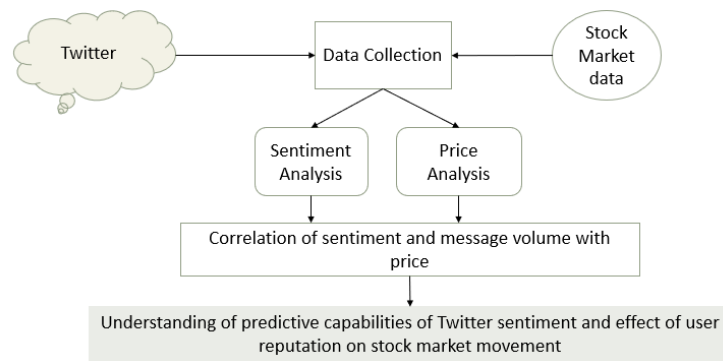 Twitter
Data Collection
Stock
Market
data
Sentiment
Analysis
Price
Analysis
Correlation of sentiment and message volume with
price
Understanding of predictive capabilities of Twitter sentiment and effect of user
reputation on stock market movement